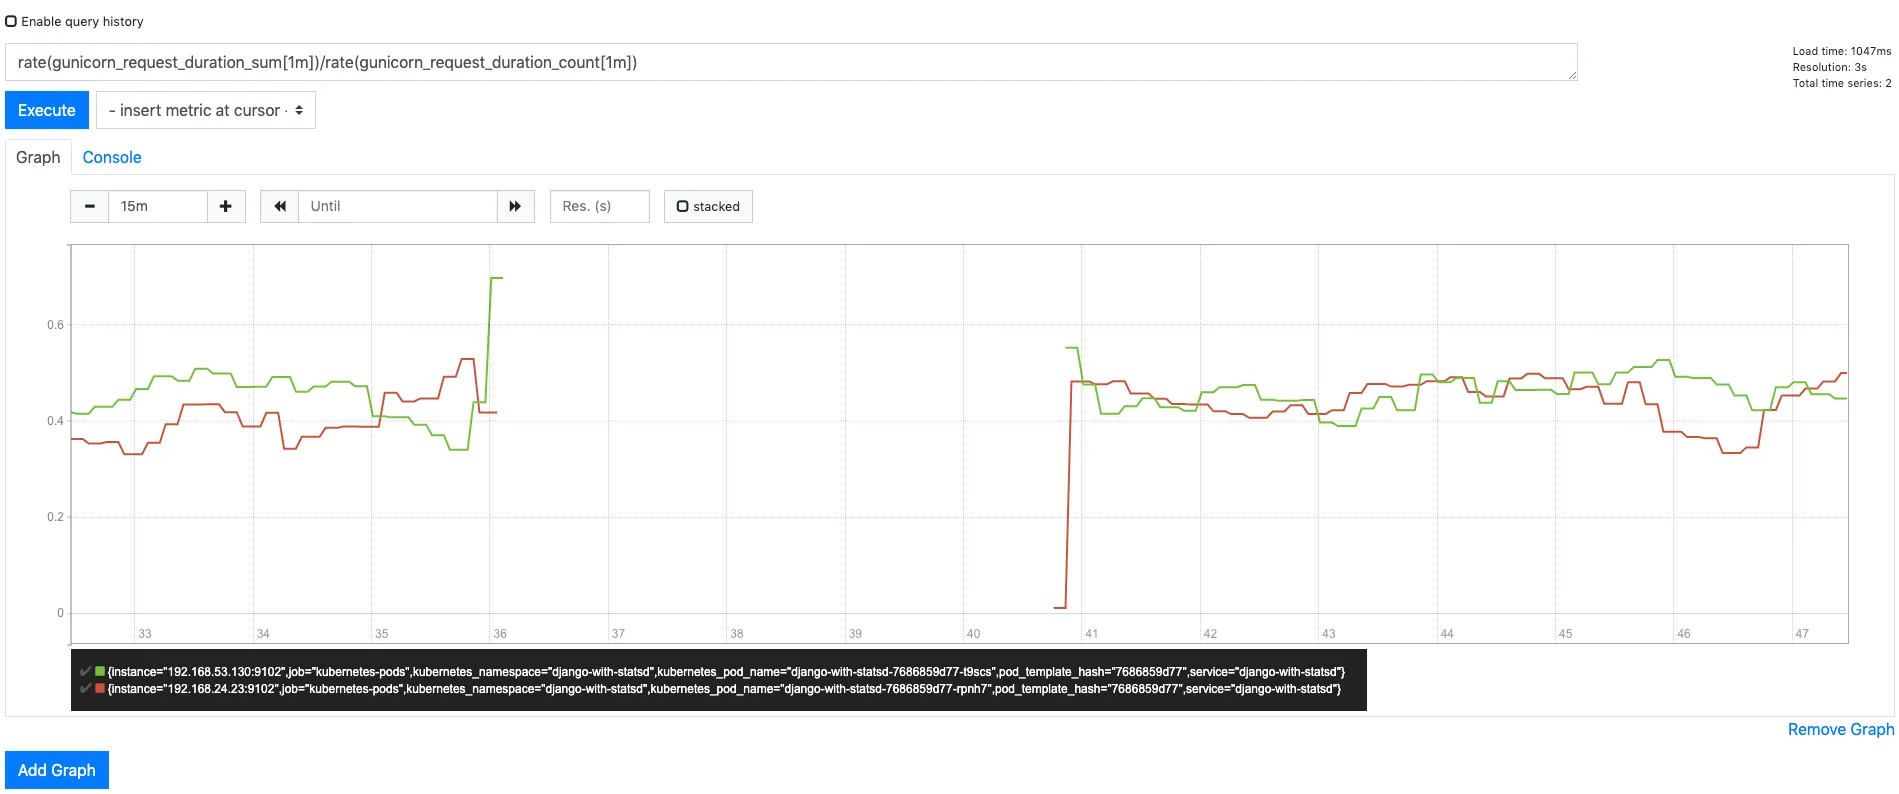 Enable query history
rate(gunicorn_request_duration_sum[1m])/rate(gunicorn_request_duration_count[1m])
Load time: 1047ms
Resolution: 3s
Total time series: 2
Execute
- insert metric at cursor -
Graph Console
15m Until Res. (s) stacked
0.6
0.4
0.2
0
33 34 35 36 37 38 39 40 41 42 43 44 45 46 47
{instance="192.168.53.130:9102",job="kubernetes-pods",kubernetes_namespace="django-with-statsd",kubernetes_pod_name="django-with-statsd-7686859d77-t9scs",pod_template_hash="7686859d77",service="django-with-statsd"}
{instance="192.168.24.23:9102",job="kubernetes-pods",kubernetes_namespace="django-with-statsd",kubernetes_pod_name="django-with-statsd-7686859d77-rpnh7",pod_template_hash="7686859d77",service="django-with-statsd"}
Remove Graph
Add Graph